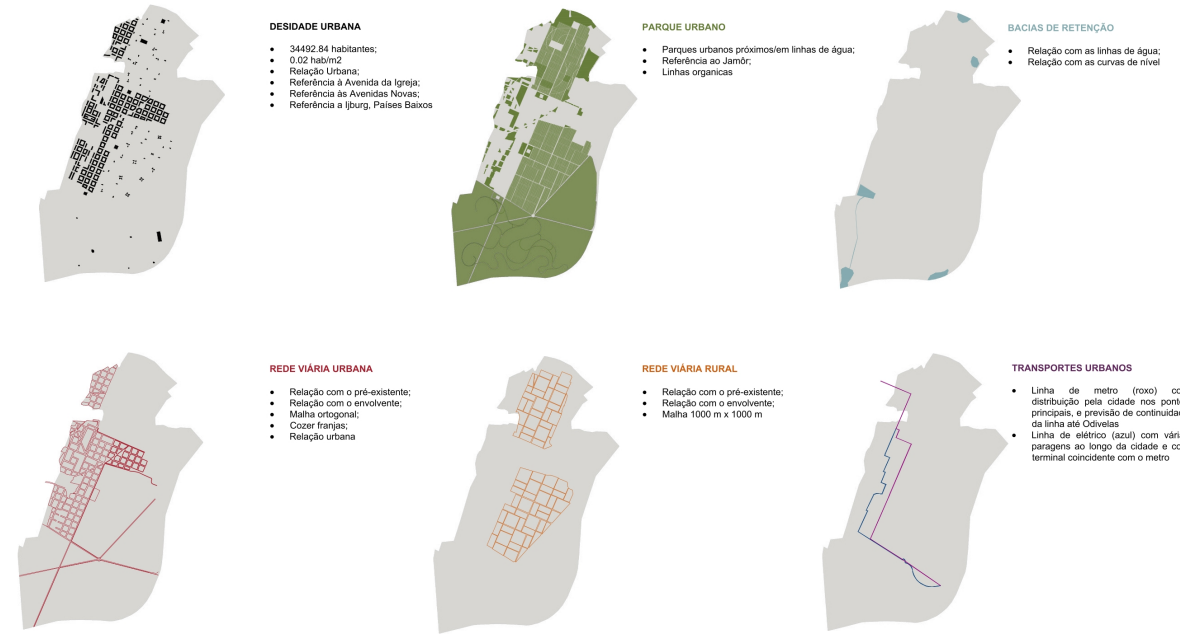 DESIDADE URBANA
• 34492.84 habitantes;
• 0.02 hab/m2
• Relação Urbana;
• Referência à Avenida da Igreja;
• Referência às Avenidas Novas;
• Referência a Ijburg, Países Baixos
PARQUE URBANO
• Parques urbanos próximos/em linhas de água;
• Referência ao Jamôr;
• Linhas organicas
BACIAS DE RETENÇÃO
• Relação com as linhas de água;
• Relação com as curvas de nível
REDE VIÁRIA URBANA
• Relação com o pré-existente;
• Relação com o envolvente;
• Malha ortogonal;
• Cozer franjas;
• Relação urbana
REDE VIÁRIA RURAL
• Relação com o pré-existente;
• Relação com o envolvente;
• Malha 1000 m x 1000 m
TRANSPORTES URBANOS
• Linha de metro (roxo) co
distribuição pela cidade nos ponto
principais, e previsão de continuidad
da linha até Odivelas
• Linha de elétrico (azul) com vária
paragens ao longo da cidade e co
terminal coincidente com o metro